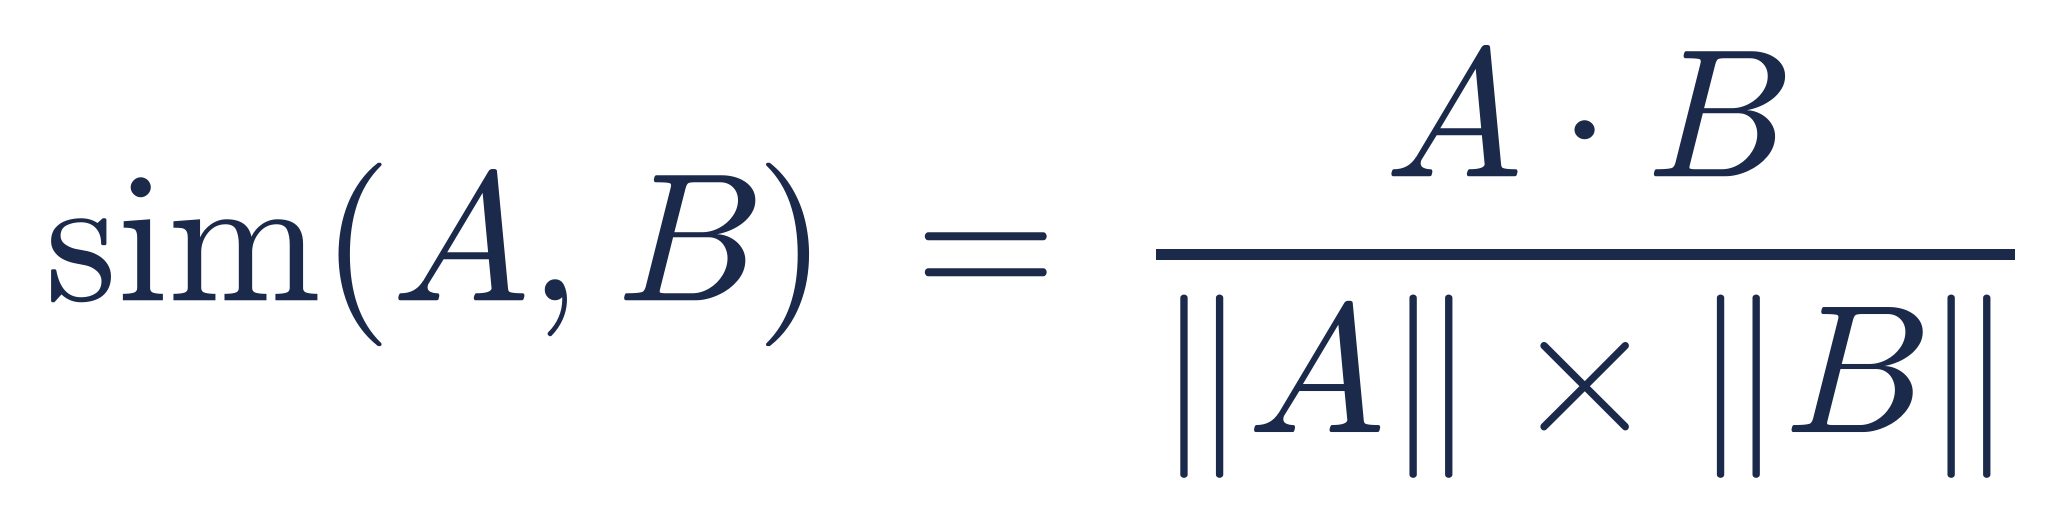 sim(A, B) = A · B / ‖A‖ × ‖B‖